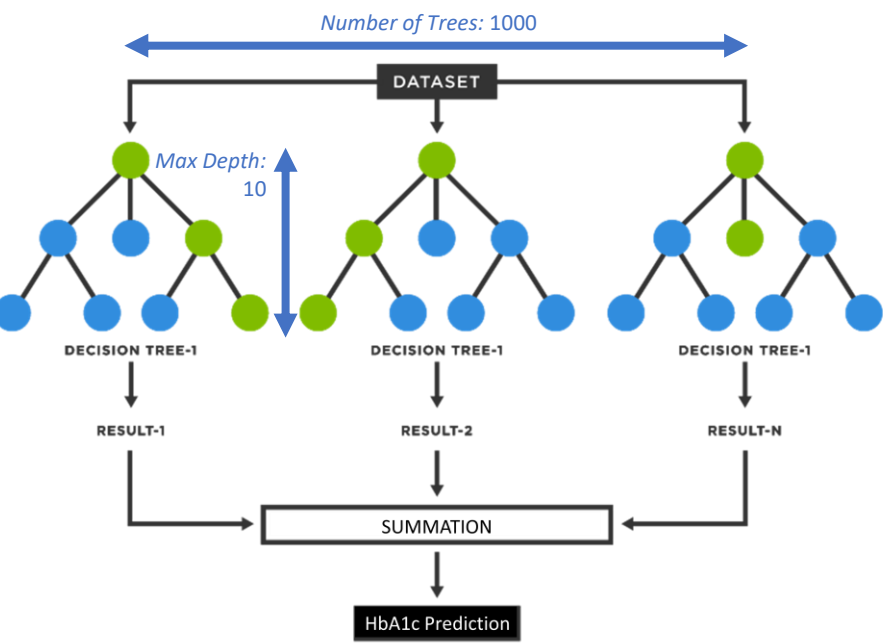 Number of Trees: 1000
DATASET
Max Depth:
10
DECISION TREE-1
DECISION TREE-1
DECISION TREE-1
RESULT-1
RESULT-2
RESULT-N
SUMMATION
HbA1c Prediction